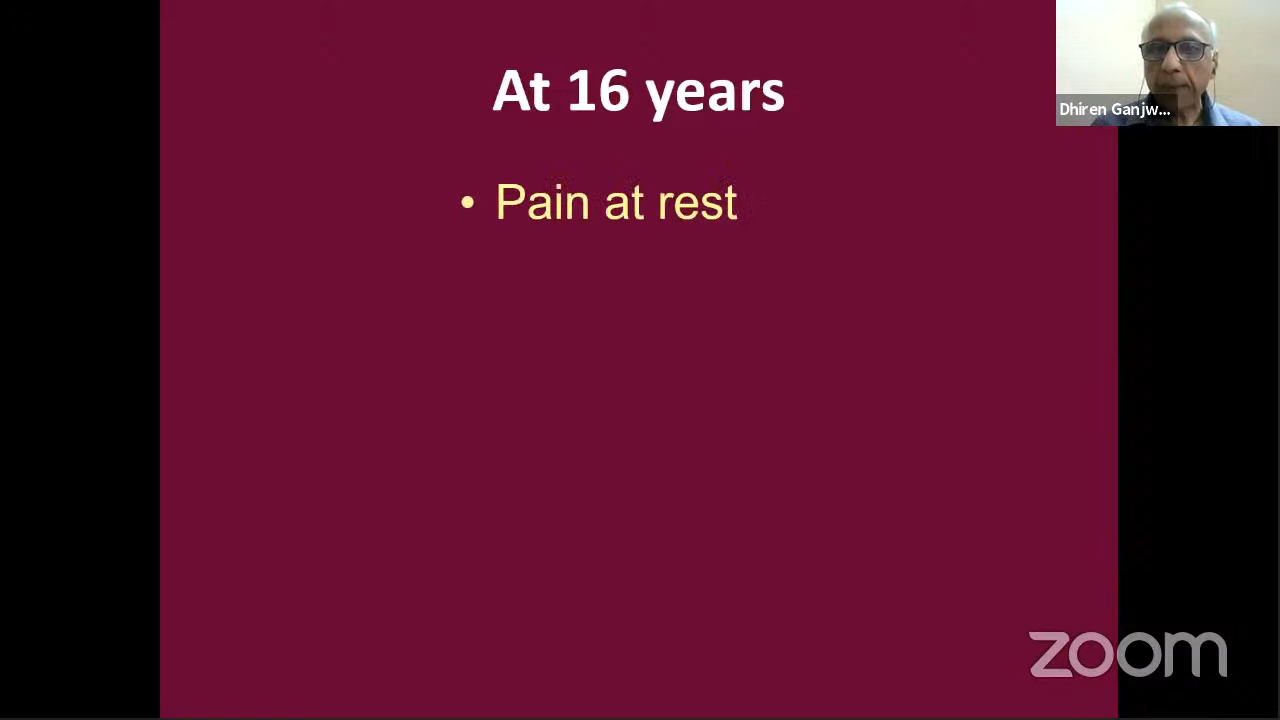 At 16 years
Dhiren Ganjw...
• Pain at rest
zoom